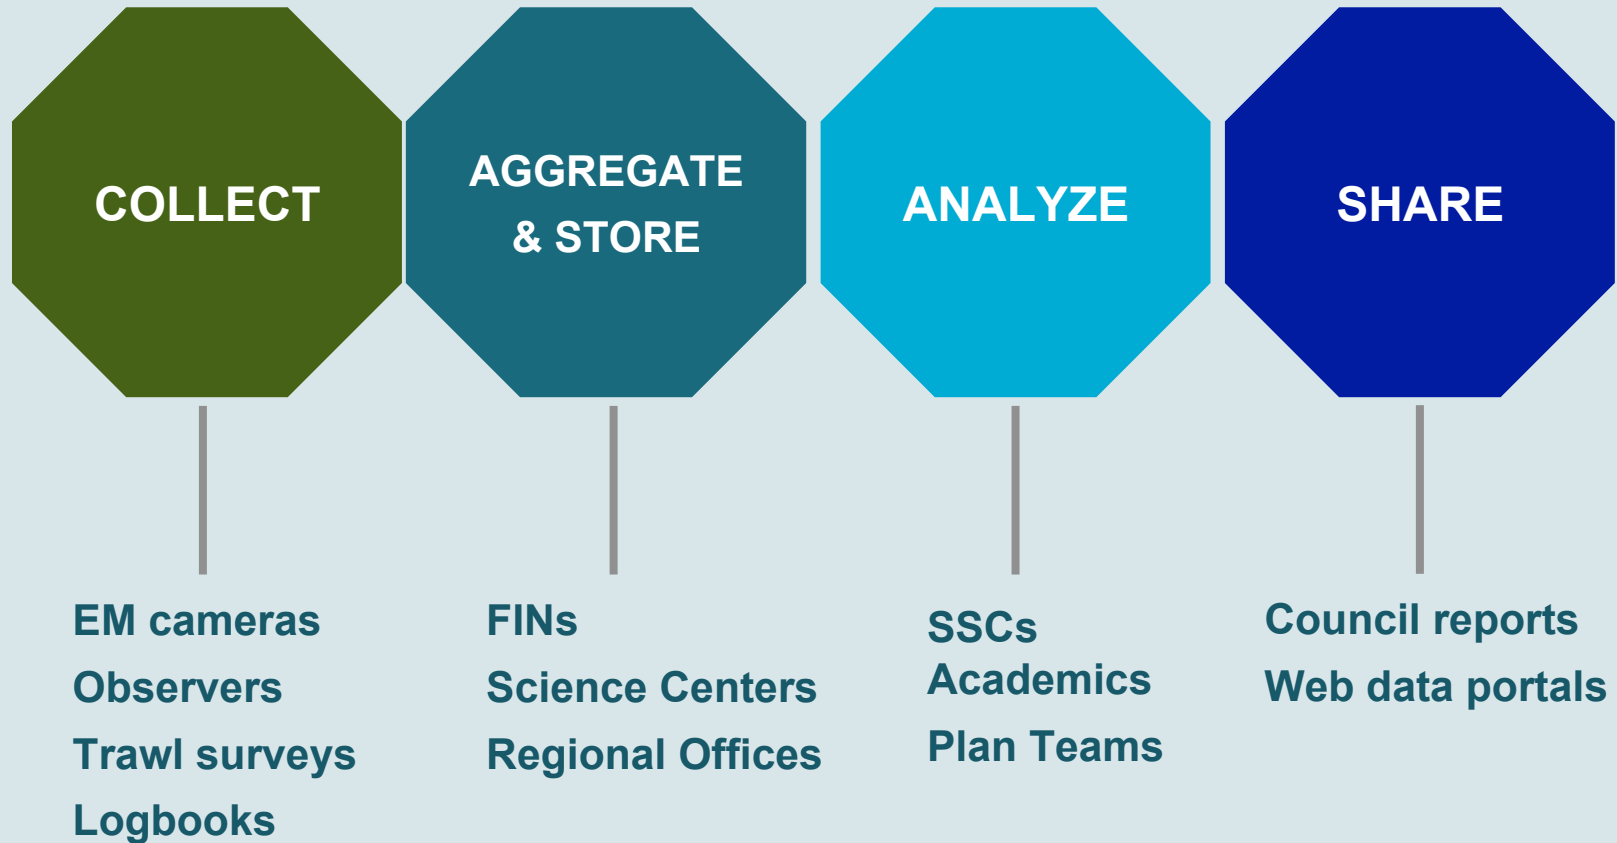 COLLECT
AGGREGATE
& STORE
ANALYZE
SHARE
EM cameras
Observers
Trawl surveys
Logbooks
FINs
Science Centers
Regional Offices
SSCs
Academics
Plan Teams
Council reports
Web data portals